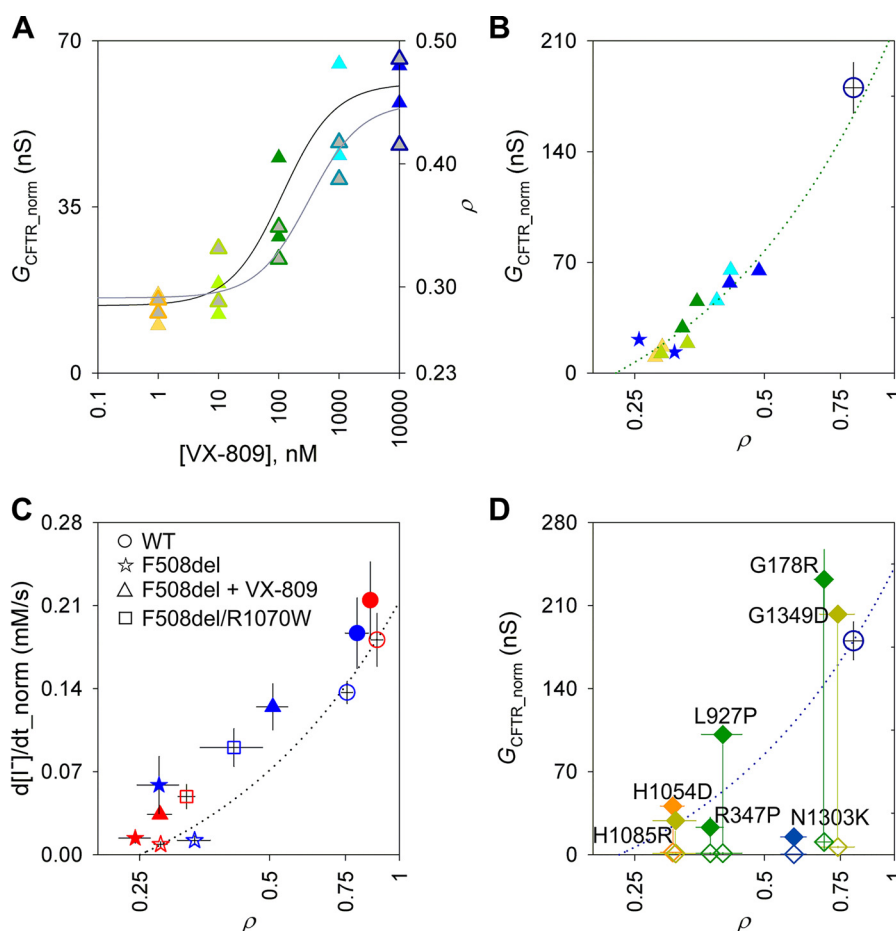 A
70
35
0
G CFTR_norm (nS)
0.50
0.40
0.30
0.23
ρ
0.1
1
10
100
1000
10000
[VX-809], nM
B
210
140
70
0
G CFTR_norm (nS)
0.25
0.5
0.75
1
ρ
C
0.28
0.21
0.14
0.07
0.00
d[I⁻]/dt_norm (mM/s)
WT
F508del
F508del + VX-809
F508del/R1070W
0.25
0.5
0.75
1
ρ
D
280
210
140
70
0
G CFTR_norm (nS)
G178R
G1349D
L927P
H1054D
R347P
N1303K
H1085R
0.25
0.5
0.75
1
ρ